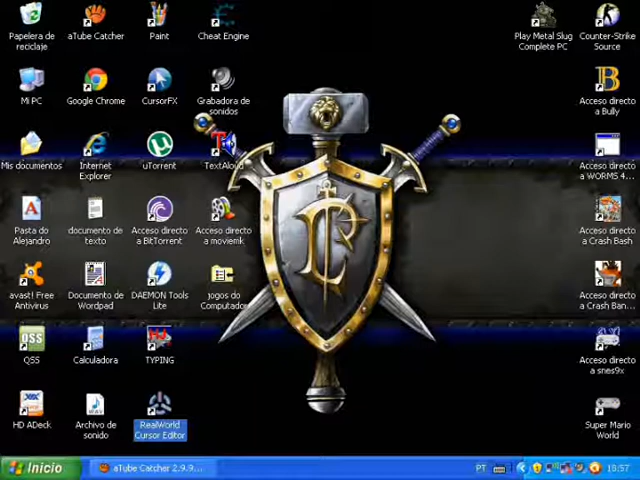 Papelera de
reciclaje
aTube Catcher
Paint
Cheat Engine
Play Metal Slug
Complete PC
Counter-Strike
Source
Mi PC
Google Chrome
CursorFX
Grabadora de
sonidos
Acceso directo
a Bully
Mis documentos
Internet
Explorer
uTorrent
TextAloud
Acceso directo
a WORMS 4...
Pasta do
Alejandro
documento de
texto
Acceso directo
a BitTorrent
Acceso directo
a moviemk
Acceso directo
a Crash Bash
avast! Free
Antivirus
Documento de
Wordpad
DAEMON Tools
Lite
jogos do
Computador
Acceso directo
a Crash Ban...
QSS
QSS
Calculadora
TYPING
Acceso directo
a snes9x
HD ADeck
Archivo de
sonido
RealWorld
Cursor Editor
Super Mario
World
Inicio
aTube Catcher 2.9.9...
PT
18:57